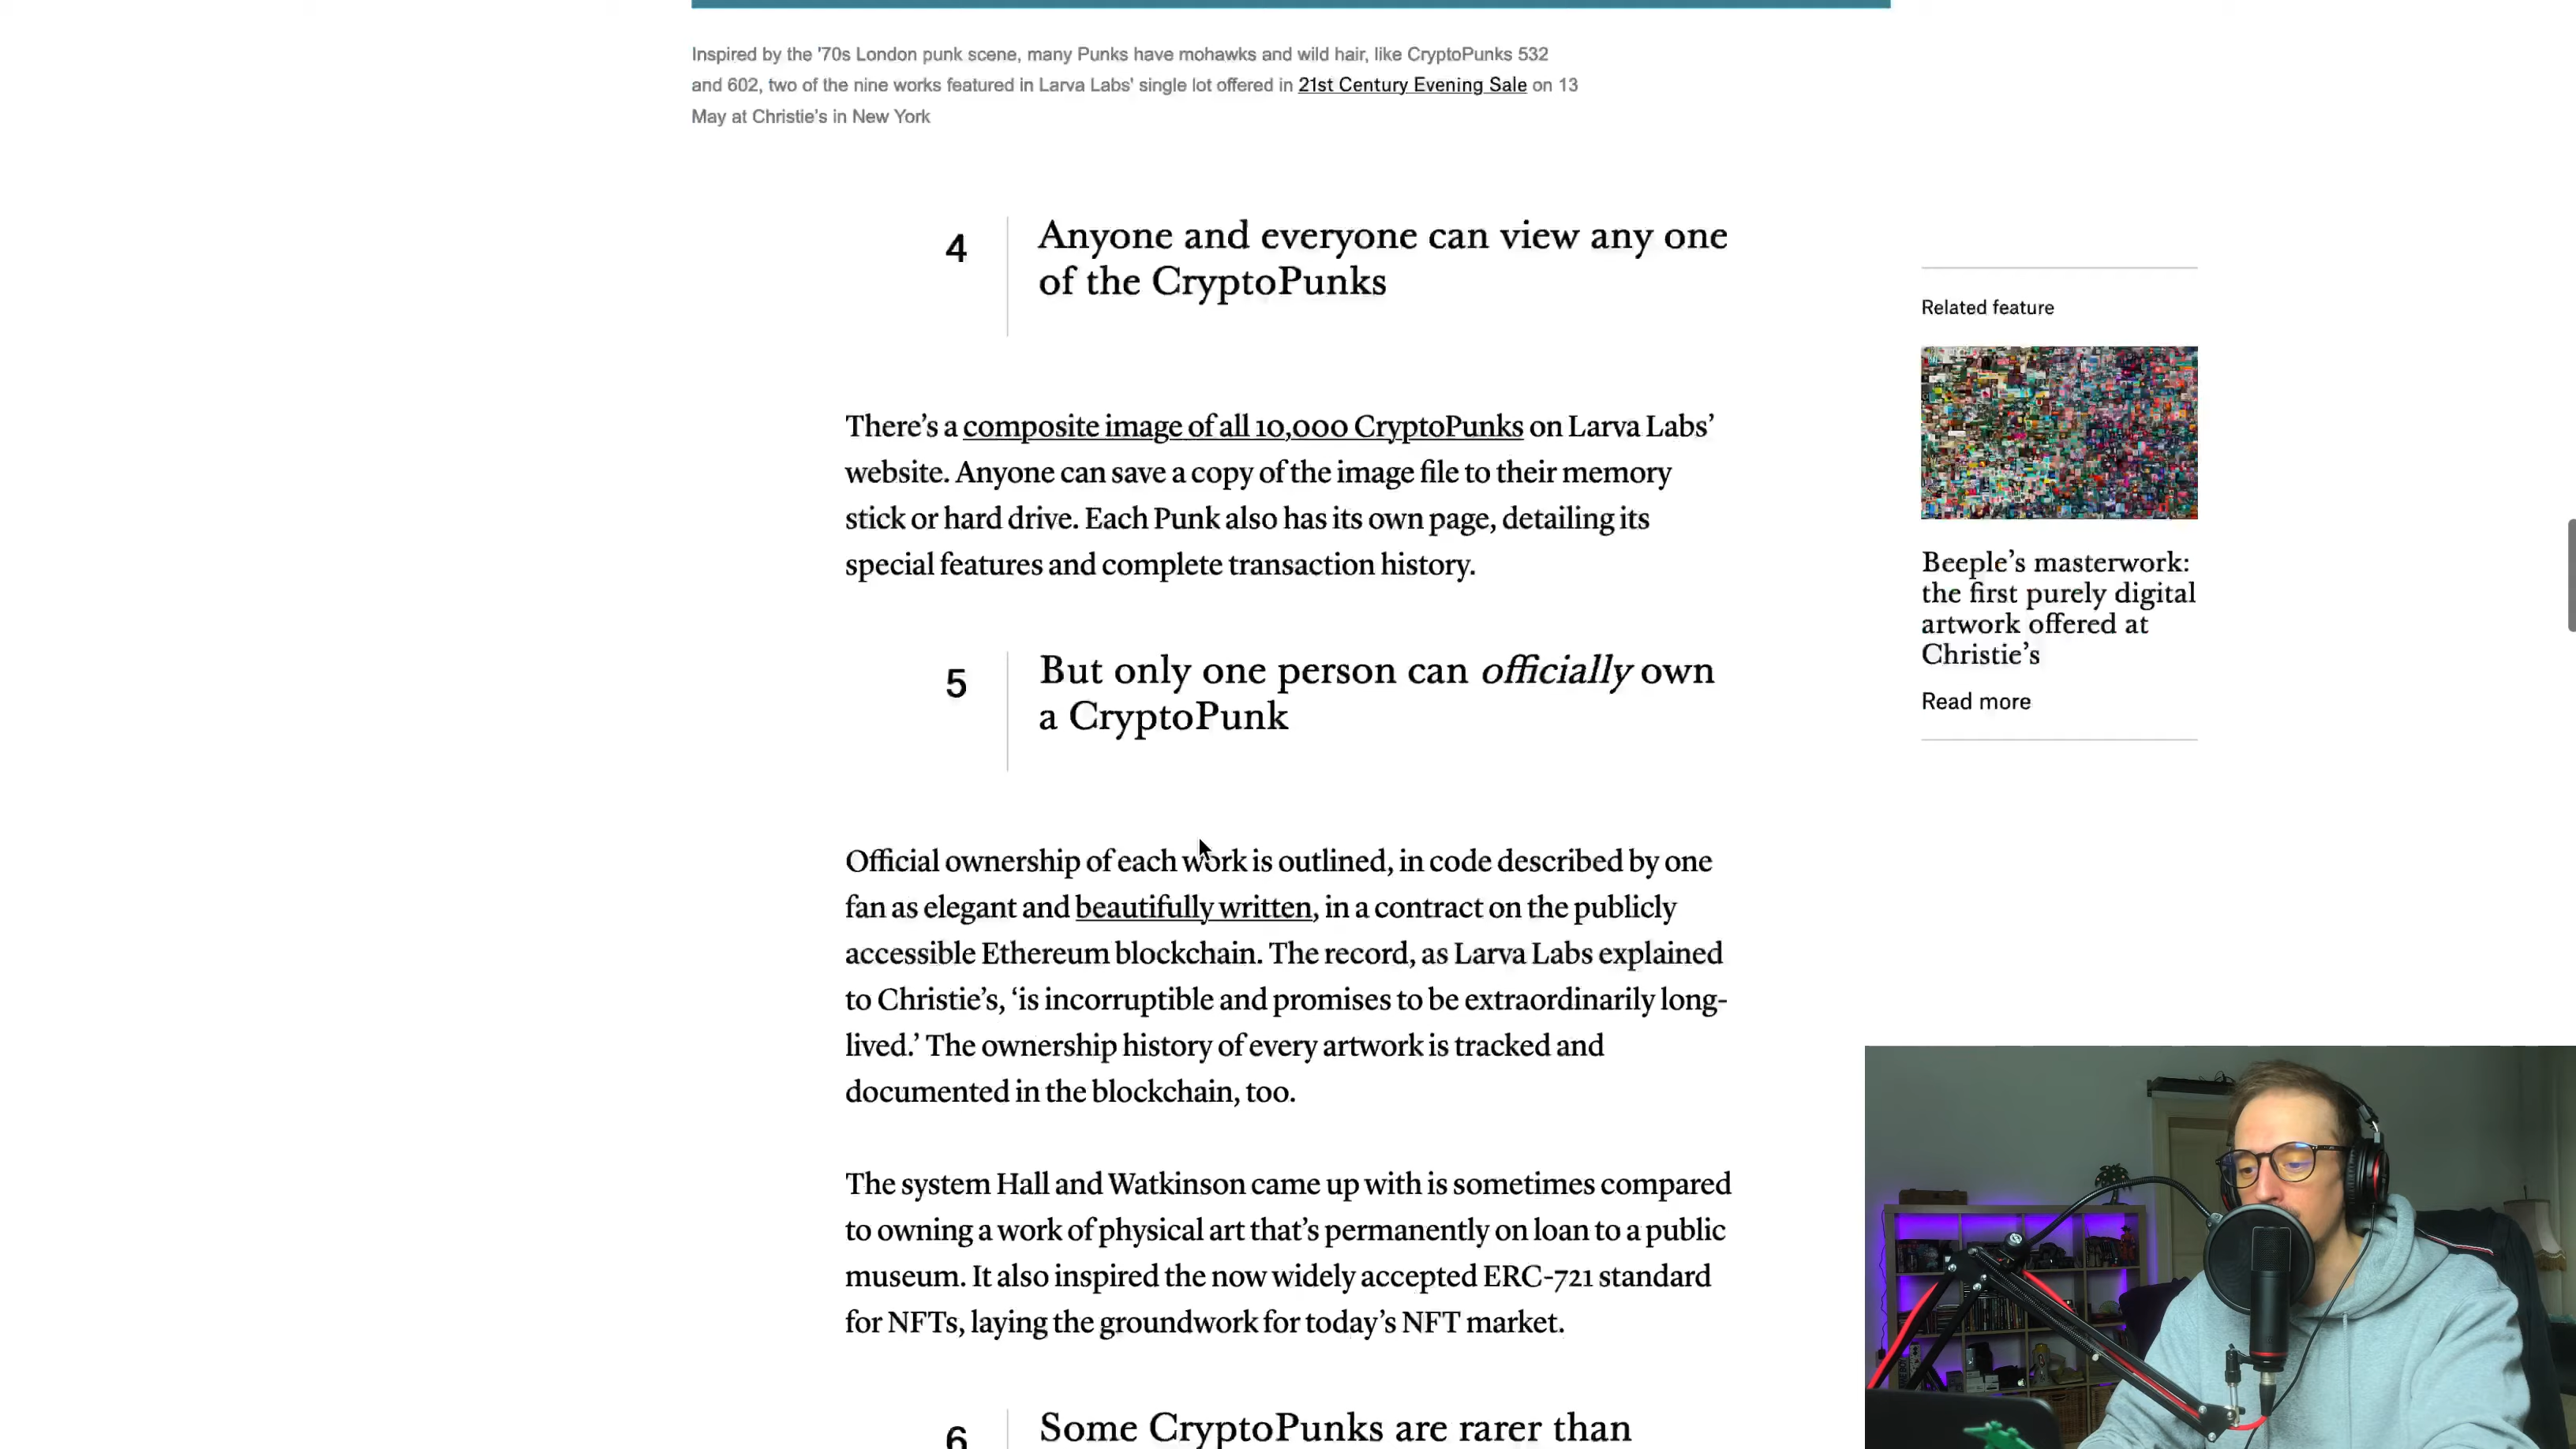 Inspired by the '70s London punk scene, many Punks have mohawks and wild hair, like CryptoPunks 532
and 602, two of the nine works featured in Larva Labs' single lot offered in 21st Century Evening Sale on 13
May at Christie's in New York
4
Anyone and everyone can view any one
of the CryptoPunks
There’s a composite image of all 10,000 CryptoPunks on Larva Labs’
website. Anyone can save a copy of the image file to their memory
stick or hard drive. Each Punk also has its own page, detailing its
special features and complete transaction history.
5
But only one person can officially own
a CryptoPunk
Official ownership of each work is outlined, in code described by one
fan as elegant and beautifully written, in a contract on the publicly
accessible Ethereum blockchain. The record, as Larva Labs explained
to Christie’s, ‘is incorruptible and promises to be extraordinarily long-
lived.’ The ownership history of every artwork is tracked and
documented in the blockchain, too.
The system Hall and Watkinson came up with is sometimes compared
to owning a work of physical art that’s permanently on loan to a public
museum. It also inspired the now widely accepted ERC-721 standard
for NFTs, laying the groundwork for today’s NFT market.
6
Some CryptoPunks are rarer than
Related feature
Beeple’s masterwork:
the first purely digital
artwork offered at
Christie’s
Read more